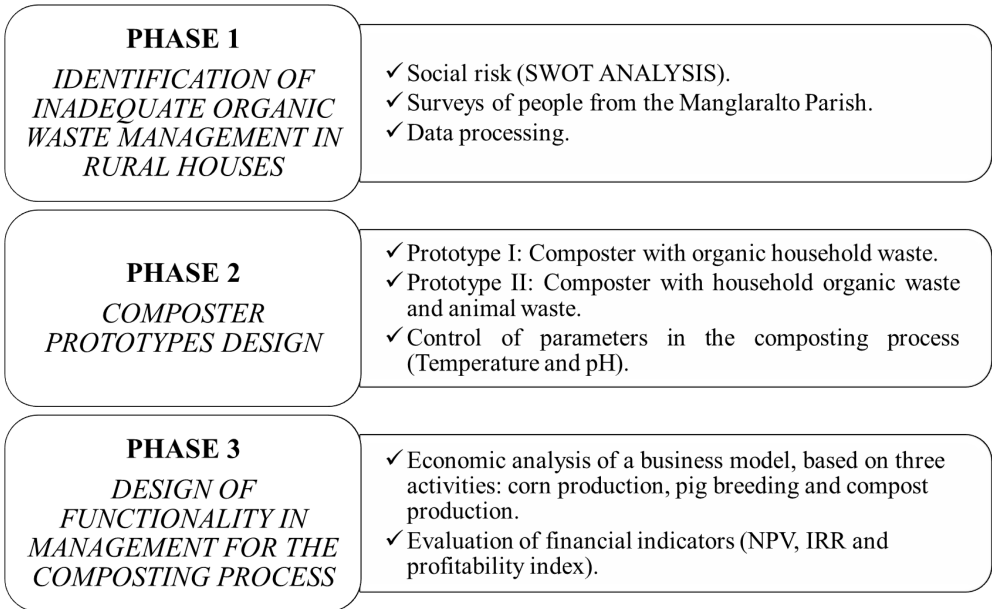 PHASE 1
IDENTIFICATION OF
INADEQUATE ORGANIC
WASTE MANAGEMENT IN
RURAL HOUSES
✓ Social risk (SWOT ANALYSIS).
✓ Surveys of people from the Manglaralto Parish.
✓ Data processing.
PHASE 2
COMPOSTER
PROTOTYPES DESIGN
✓ Prototype I: Composter with organic household waste.
✓ Prototype II: Composter with household organic waste
and animal waste.
✓ Control of parameters in the composting process
(Temperature and pH).
PHASE 3
DESIGN OF
FUNCTIONALITY IN
MANAGEMENT FOR THE
COMPOSTING PROCESS
✓ Economic analysis of a business model, based on three
activities: corn production, pig breeding and compost
production.
✓ Evaluation of financial indicators (NPV, IRR and
profitability index).